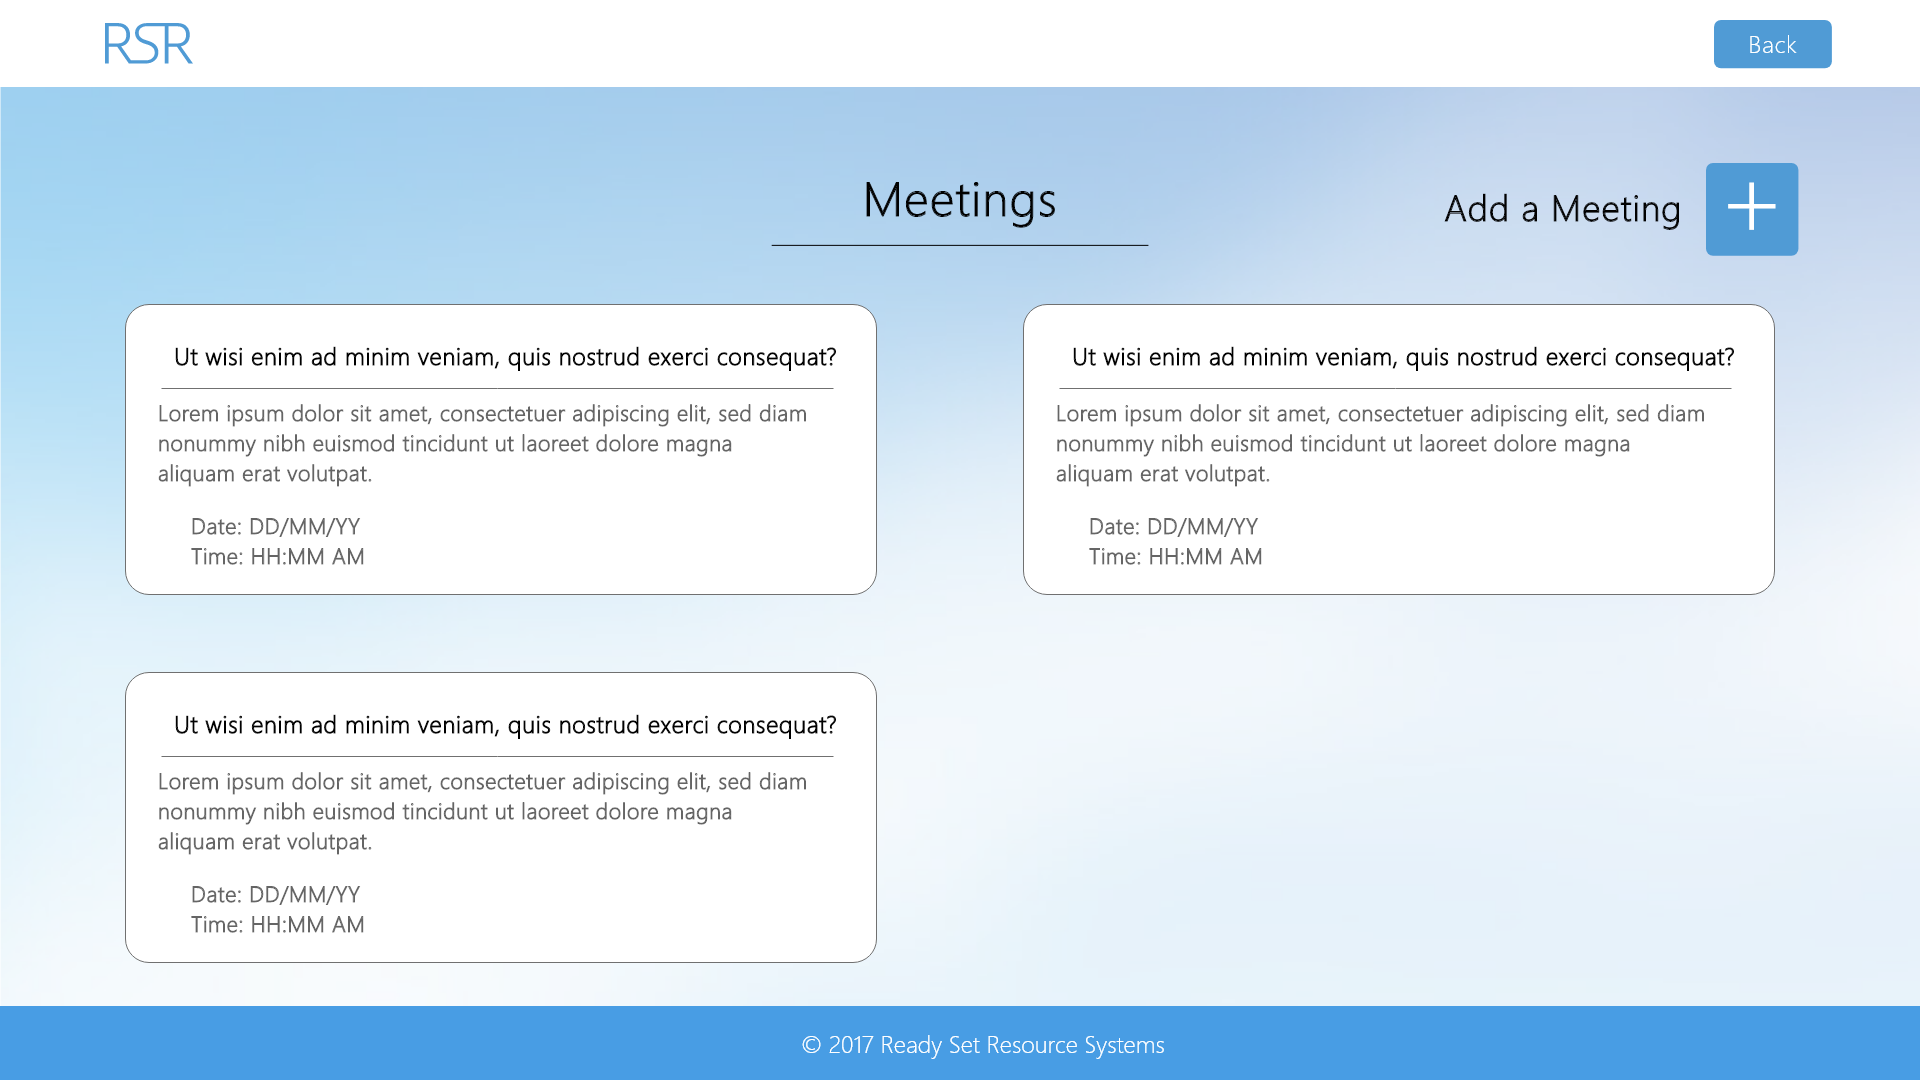 RSR
Back
Meetings
Add a Meeting
Ut wisi enim ad minim veniam, quis nostrud exerci consequat?
Lorem ipsum dolor sit amet, consectetuer adipiscing elit, sed diam
nonummy nibh euismod tincidunt ut laoreet dolore magna
aliquam erat volutpat.
Date: DD/MM/YY
Time: HH:MM AM
Ut wisi enim ad minim veniam, quis nostrud exerci consequat?
Lorem ipsum dolor sit amet, consectetuer adipiscing elit, sed diam
nonummy nibh euismod tincidunt ut laoreet dolore magna
aliquam erat volutpat.
Date: DD/MM/YY
Time: HH:MM AM
Ut wisi enim ad minim veniam, quis nostrud exerci consequat?
Lorem ipsum dolor sit amet, consectetuer adipiscing elit, sed diam
nonummy nibh euismod tincidunt ut laoreet dolore magna
aliquam erat volutpat.
Date: DD/MM/YY
Time: HH:MM AM
© 2017 Ready Set Resource Systems